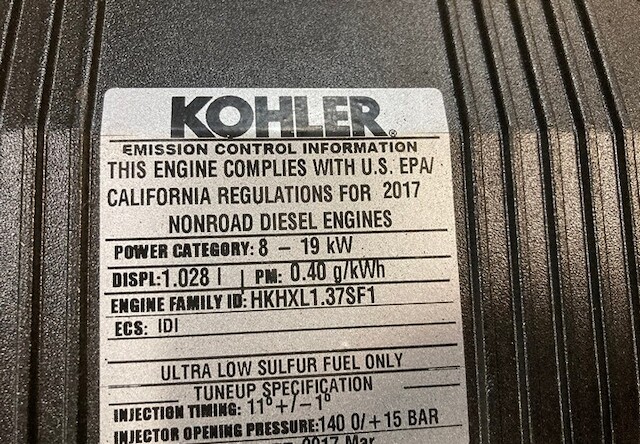 KOHLER®
EMISSION CONTROL INFORMATION
THIS ENGINE COMPLIES WITH U.S. EPA/
CALIFORNIA REGULATIONS FOR 2017
NONROAD DIESEL ENGINES
POWER CATEGORY: 8 – 19 kW
DISPL:1.028 l | PM: 0.40 g/kWh
ENGINE FAMILY ID: HKHXL1.37SF1
ECS: IDI
ULTRA LOW SULFUR FUEL ONLY
TUNEUP SPECIFICATION
INJECTION TIMING: 11°+/-1°
INJECTOR OPENING PRESSURE:140 0/+15 BAR
2017 Mar